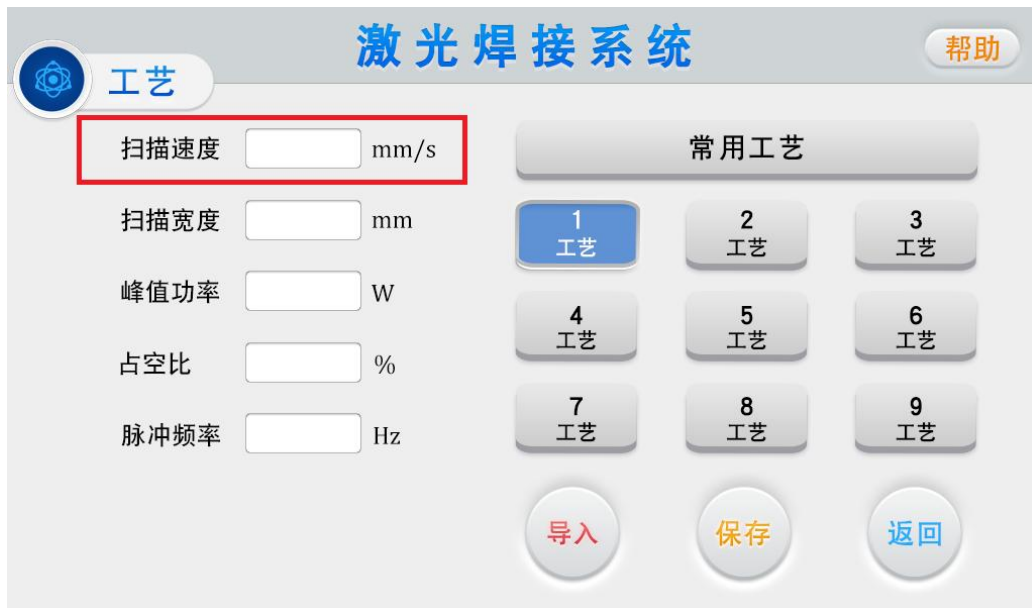 激光焊接系统
帮助
工艺
扫描速度 mm/s
扫描宽度 mm
峰值功率 W
占空比 %
脉冲频率 Hz
常用工艺
1
工艺
2
工艺
3
工艺
4
工艺
5
工艺
6
工艺
7
工艺
8
工艺
9
工艺
导入
保存
返回